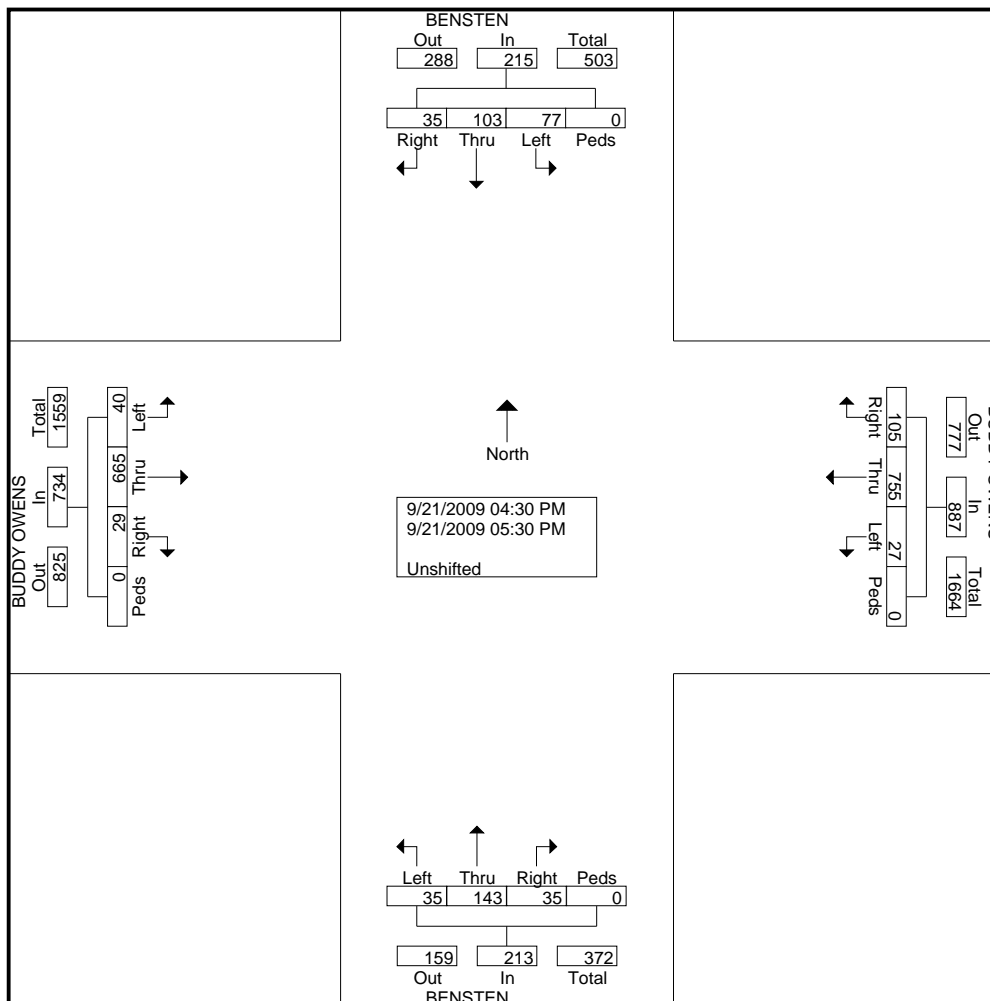 BENSTEN
Out In Total
288 215 503
35 103 77 0
Right Thru Left Peds
BUDDY OWENS
Total In Out
1559 734 825
40 665 29 0
Left Thru Right Peds
North
9/21/2009 04:30 PM
9/21/2009 05:30 PM
Unshifted
Right Thru Left Peds
105 755 27 0
777 887 1664
Out In Total
Left Thru Right Peds
35 143 35 0
159 213 372
Out In Total
BENSTEN